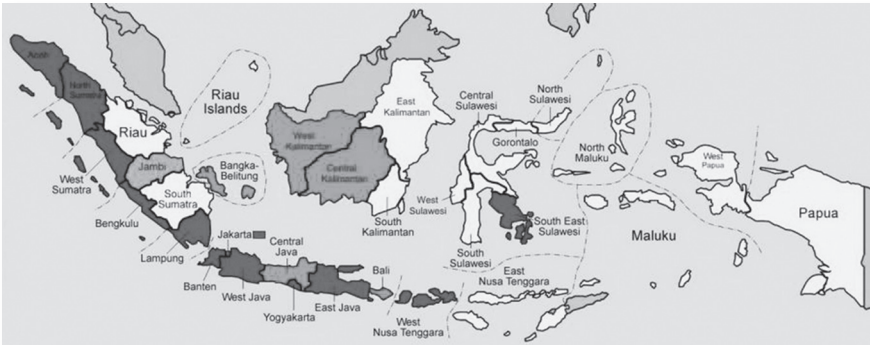 Aceh
North
Sumatra
Riau
Riau
Islands
West
Sumatra
Jambi
Bangka-
Belitung
South
Sumatra
Bengkulu
Lampung
Jakarta
Banten
West Java
Central
Java
Yogyakarta
East Java
Bali
West
Nusa Tenggara
East
Nusa Tenggara
West
Kalimantan
Central
Kalimantan
East
Kalimantan
South
Kalimantan
Central
Sulawesi
North
Sulawesi
Gorontalo
West
Sulawesi
South
Sulawesi
South East
Sulawesi
North
Maluku
Maluku
West
Papua
Papua